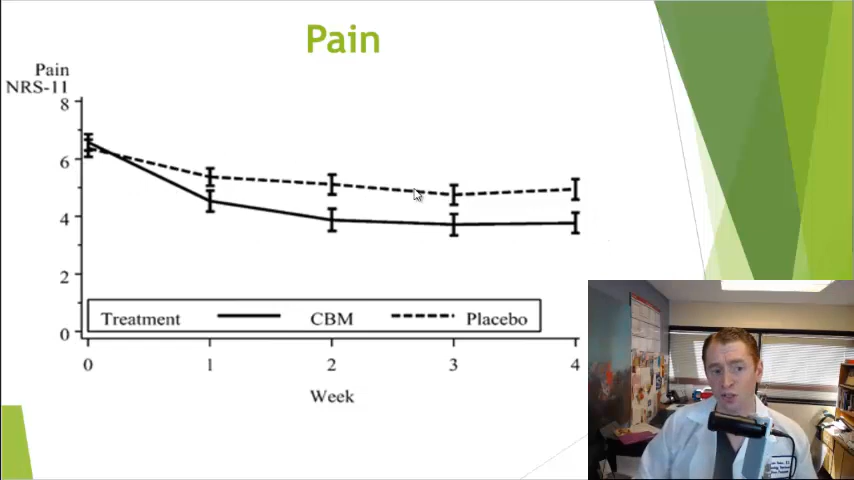 Pain
Pain
NRS-11
8
6
4
2
0
Treatment CBM Placebo
0 1 2 3 4
Week